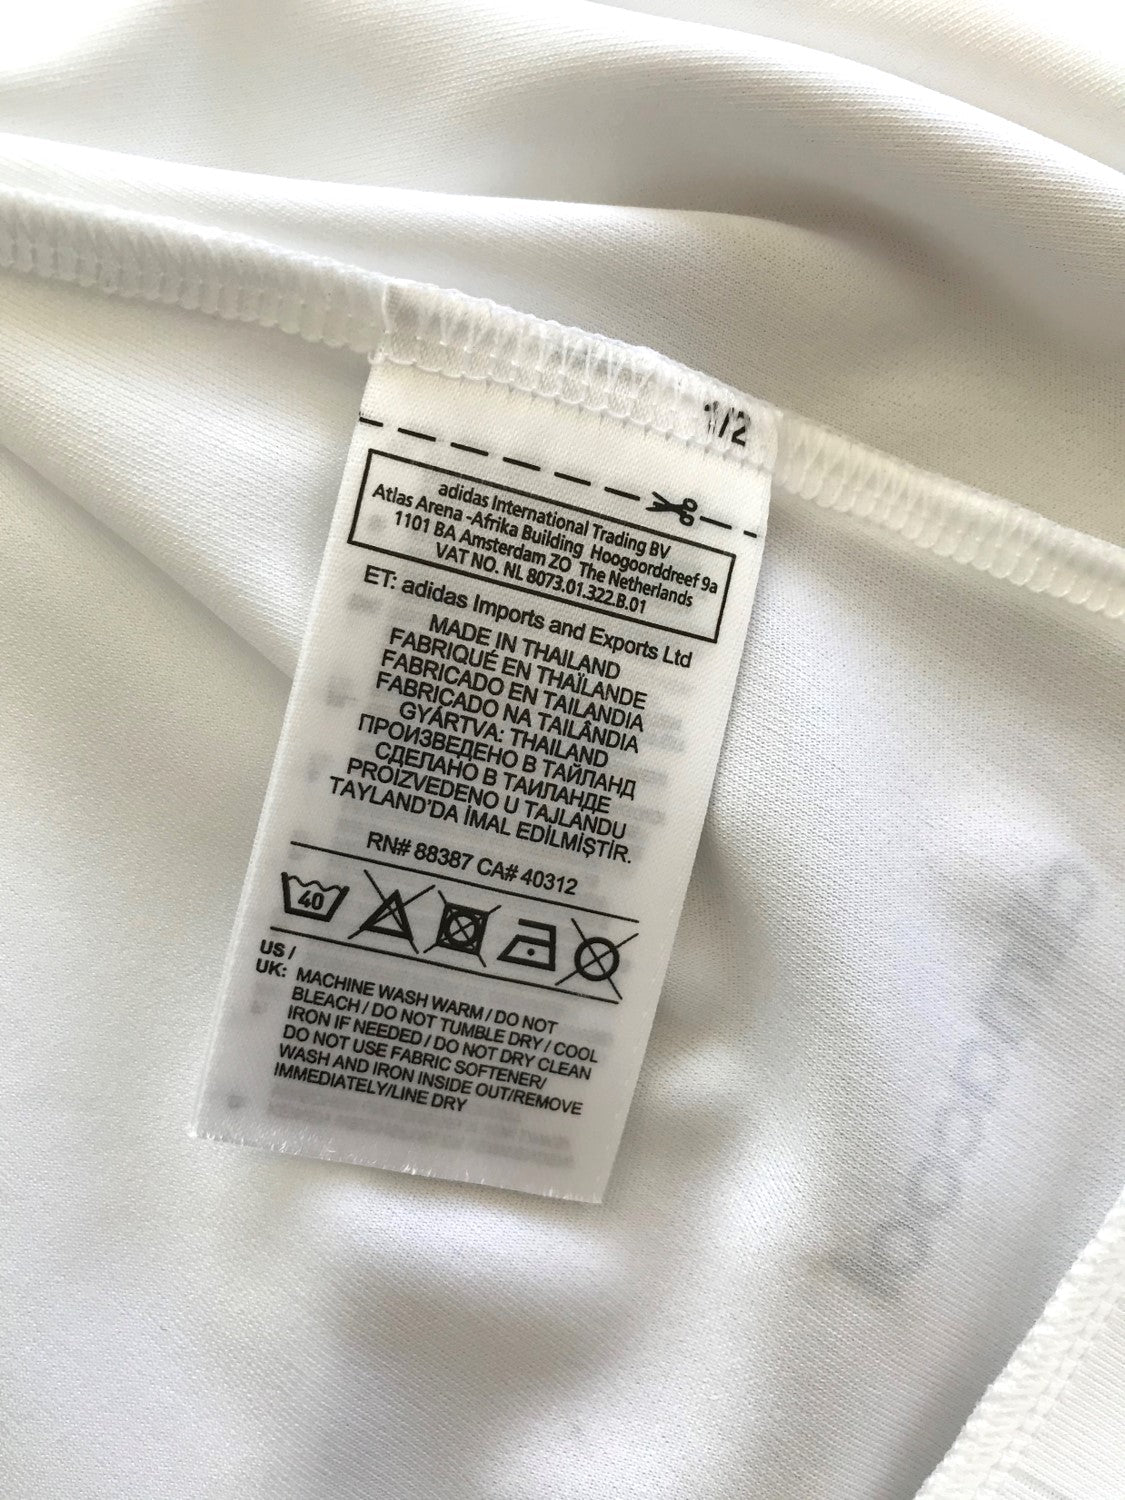 1/2
adidas International Trading BV
Atlas Arena -Afrika Building Hoogoorddreef 9a
1101 BA Amsterdam ZO The Netherlands
VAT NO. NL 8073.01.322.B.01
ET: adidas Imports and Exports Ltd
MADE IN THAILAND
FABRIQUÉ EN THAÏLANDE
FABRICADO EN TAILANDIA
FABRICADO NA TAILÂNDIA
GYÁRTVA: THAILAND
ПРОИЗВЕДЕНО В ТАЙЛАНД
СДЕЛАНО В ТАИЛАНДЕ
PROİZVEDENO U TAJLANDU
TAYLAND'DA İMAL EDİLMİŞTİR.
RN# 88387 CA# 40312
40
US /
UK: MACHINE WASH WARM / DO NOT
BLEACH / DO NOT TUMBLE DRY / COOL
IRON IF NEEDED / DO NOT DRY CLEAN
DO NOT USE FABRIC SOFTENER/
WASH AND IRON INSIDE OUT/REMOVE
IMMEDIATELY/LINE DRY